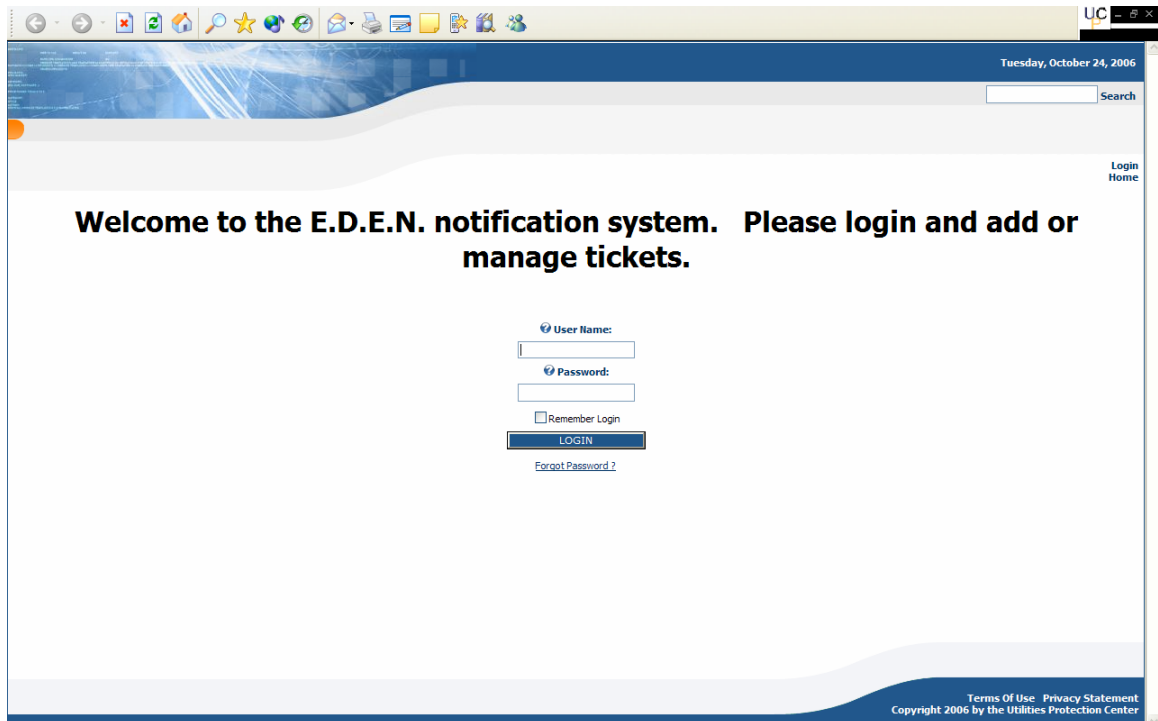 UCP
Tuesday, October 24, 2006
Search
Login
Home
Welcome to the E.D.E.N. notification system. Please login and add or
manage tickets.
User Name:
Password:
Remember Login
LOGIN
Forgot Password ?
Terms Of Use Privacy Statement
Copyright 2006 by the Utilities Protection Center